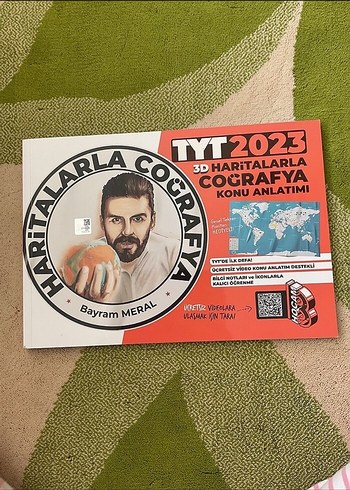 HARİTALARLA COĞRAFYA
Bayram MERAL
TYT 2023
3D HARİTALARLA
COĞRAFYA
KONU ANLATIMI
TYT'DE İLK DEFA!
ÜCRETSİZ VİDEO KONU ANLATIM DESTEKLİ
BİLGİ NOTLARI ve İKONLARLA
KALICI ÖĞRENME
ÜCRETSİZ VİDEOLARA
ULAŞMAK İÇİN TARA!